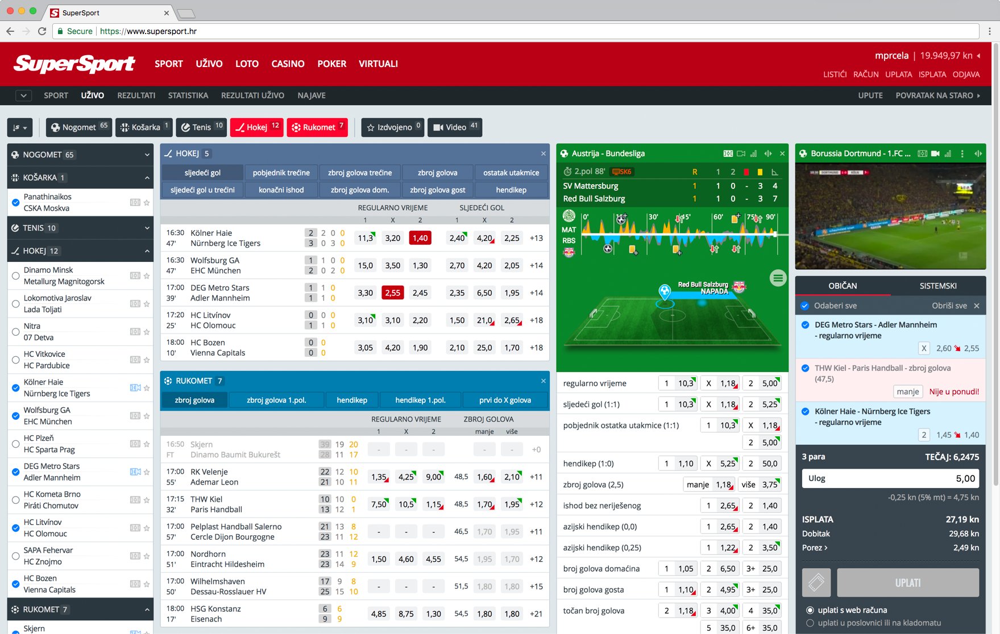 SuperSport
Secure https://www.supersport.hr
SuperSport
SPORT UŽIVO LOTO CASINO POKER VIRTUALI
mprcela | 19.949,97 kn
LISTIĆI RAČUN UPLATA ISPLATA ODJAVA
SPORT UŽIVO REZULTATI STATISTIKA REZULTATI UŽIVO NAJAVE
UPUTE POVRATAK NA STARO
Nogomet 65 Košarka 1 Tenis 10 Hokej 12 Rukomet 7 Izdvojeno 0 Video 41
NOGOMET 65
KOŠARKA 1
Panathinaikos
CSKA Moskva
TENIS 10
HOKEJ 12
Dinamo Minsk
Metallurg Magnitogorsk
Lokomotiva Jaroslav
Lada Toljati
Nitra
07 Detva
HC Vitkovice
HC Pardubice
Kölner Haie
Nürnberg Ice Tigers
Wolfsburg GA
EHC München
HC Plzeň
HC Sparta Prag
DEG Metro Stars
Adler Mannheim
HC Kometa Brno
Piráti Chomutov
HC Litvínov
HC Olomouc
SAPA Fehervar
HC Znojmo
HC Bozen
Vienna Capitals
RUKOMET 7
Skjern
HOKEJ 5
sljedeći gol pobjednik trećine zbroj golova trećine zbroj golova ostatak utakmice
sljedeći gol u trećini konačni ishod zbroj golova dom. zbroj golova gost hendikep
REGULARNO VRIJEME SLJEDEĆI GOL
1 X 2 1 X 2
16:30 Kölner Haie 2 2 0 0
47' Nürnberg Ice Tigers 3 0 3 0
11,3 3,20 1,40 2,40 4,20 2,25 +13
16:30 Wolfsburg GA 1 1 0 0
47' EHC München 2 0 2 0
15,0 3,50 1,30 2,70 4,20 2,05 +14
17:00 DEG Metro Stars 1 1 0
39' Adler Mannheim 1 1 0
3,30 2,55 2,45 2,35 6,50 1,95 +14
17:20 HC Litvínov 0 0 0
25' HC Olomouc 1 1 0
3,10 3,10 2,20 1,50 21,0 2,65 +18
18:00 HC Bozen 0 0
10' Vienna Capitals 0 0
3,05 4,20 1,90 2,10 25,0 1,70 +18
RUKOMET 7
zbroj golova zbroj golova 1.pol. hendikep hendikep 1.pol. prvi do X golova
REGULARNO VRIJEME ZBROJ GOLOVA
1 X 2 manje više
16:50 Skjern 39 19 20
FT Dinamo Baumit Bukurešt 28 11 17
- - - - - +0
17:00 RK Velenje 22 12 10
55' Ademar Leon 21 10 11
1,35 4,25 9,00 48,5 1,60 2,10 +11
17:15 THW Kiel 10 10 0
32' Paris Handball 13 12 1
7,50 10,5 1,15 48,5 1,70 1,95 +12
17:00 Pelplast Handball Salerno 21 13 8
57' Cercle Dijon Bourgogne 23 11 12
- - - 46,5 1,70 1,95 +11
17:00 Nordhorn 23 11 12
51' Eintracht Hildesheim 23 14 9
1,50 4,60 4,55 54,5 1,95 1,70 +12
17:00 Wilhelmshaven 17 9 8
50' Dessau-Rosslauer HV 25 15 10
- - - 51,5 1,80 1,80 +15
18:00 HSG Konstanz 6 6
17' Eisenach 9 9
4,85 8,75 1,30 54,5 1,80 1,80 +21
Austrija - Bundesliga
2.pol 88' SK6 R 1 2
SV Mattersburg 1 1 0 - 3 4
Red Bull Salzburg 1 1 0 - 3 7
0' 30' 45' 60' 75' 90'
MAT
RBS
Red Bull Salzburg
NAPADA
regularno vrijeme 1 10,3 X 1,18 2 5,00
sljedeći gol (1:1) 1 10,3 X 1,18 2 5,25
pobjednik ostatka utakmice (1:1) 1 10,3 X 1,18
2 5,00
hendikep (1:0) 1 1,10 X 5,25 2 50,0
zbroj golova (2,5) manje 1,18 više 3,75
ishod bez neriješenog 1 2,65 2 1,40
azijski hendikep (0,0) 1 2,65 2 1,40
azijski hendikep (0,25) 1 1,22 2 3,50
broj golova domaćina 1 1,05 2 6,50 3+ 25,0
broj golova gosta 1 1,10 2 4,95 3+ 25,0
točan broj golova 2 1,18 3 4,00 4 35,0
5 35,0 6+ 35,0
Borussia Dortmund - 1.FC ...
OBIČAN SISTEMSKI
Odaberi sve Obriši sve
DEG Metro Stars - Adler Mannheim
- regularno vrijeme
X 2,60 2,55
THW Kiel - Paris Handball - zbroj golova
(47,5)
manje Nije u ponudi!
Kölner Haie - Nürnberg Ice Tigers
- regularno vrijeme
2 1,45 1,40
3 para TEČAJ: 6,2475
Ulog 5,00
-0,25 kn (5% mt) = 4,75 kn
ISPLATA 27,19 kn
Dobitak 29,68 kn
Porez > 2,49 kn
UPLATI
uplati s web računa
uplati u poslovnici ili na kladomatu